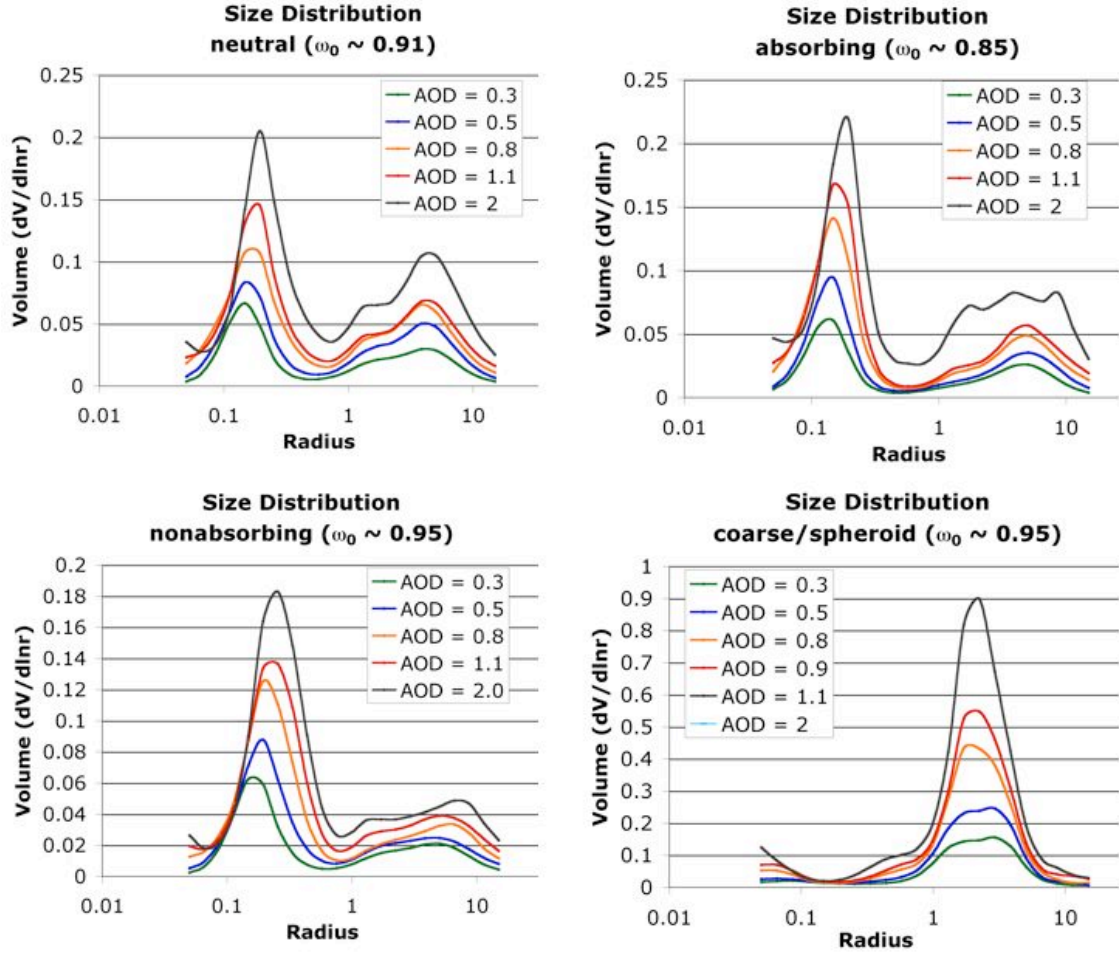 Size Distribution
neutral (ω₀ ~ 0.91)
Volume (dV/dlnr)
0.25
0.2
0.15
0.1
0.05
0
AOD = 0.3
AOD = 0.5
AOD = 0.8
AOD = 1.1
AOD = 2
0.01 0.1 1 10
Radius
Size Distribution
absorbing (ω₀ ~ 0.85)
Volume (dV/dlnr)
0.25
0.2
0.15
0.1
0.05
0
AOD = 0.3
AOD = 0.5
AOD = 0.8
AOD = 1.1
AOD = 2
0.01 0.1 1 10
Radius
Size Distribution
nonabsorbing (ω₀ ~ 0.95)
Volume (dV/dlnr)
0.2
0.18
0.16
0.14
0.12
0.1
0.08
0.06
0.04
0.02
0
AOD = 0.3
AOD = 0.5
AOD = 0.8
AOD = 1.1
AOD = 2.0
0.01 0.1 1 10
Radius
Size Distribution
coarse/spheroid (ω₀ ~ 0.95)
Volume (dV/dlnr)
1
0.9
0.8
0.7
0.6
0.5
0.4
0.3
0.2
0.1
0
AOD = 0.3
AOD = 0.5
AOD = 0.8
AOD = 0.9
AOD = 1.1
AOD = 2
0.01 0.1 1 10
Radius